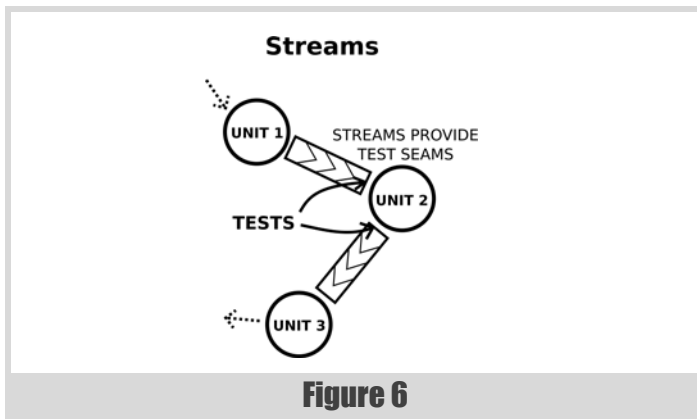 Streams
UNIT 1
STREAMS PROVIDE
TEST SEAMS
UNIT 2
TESTS
UNIT 3
Figure 6